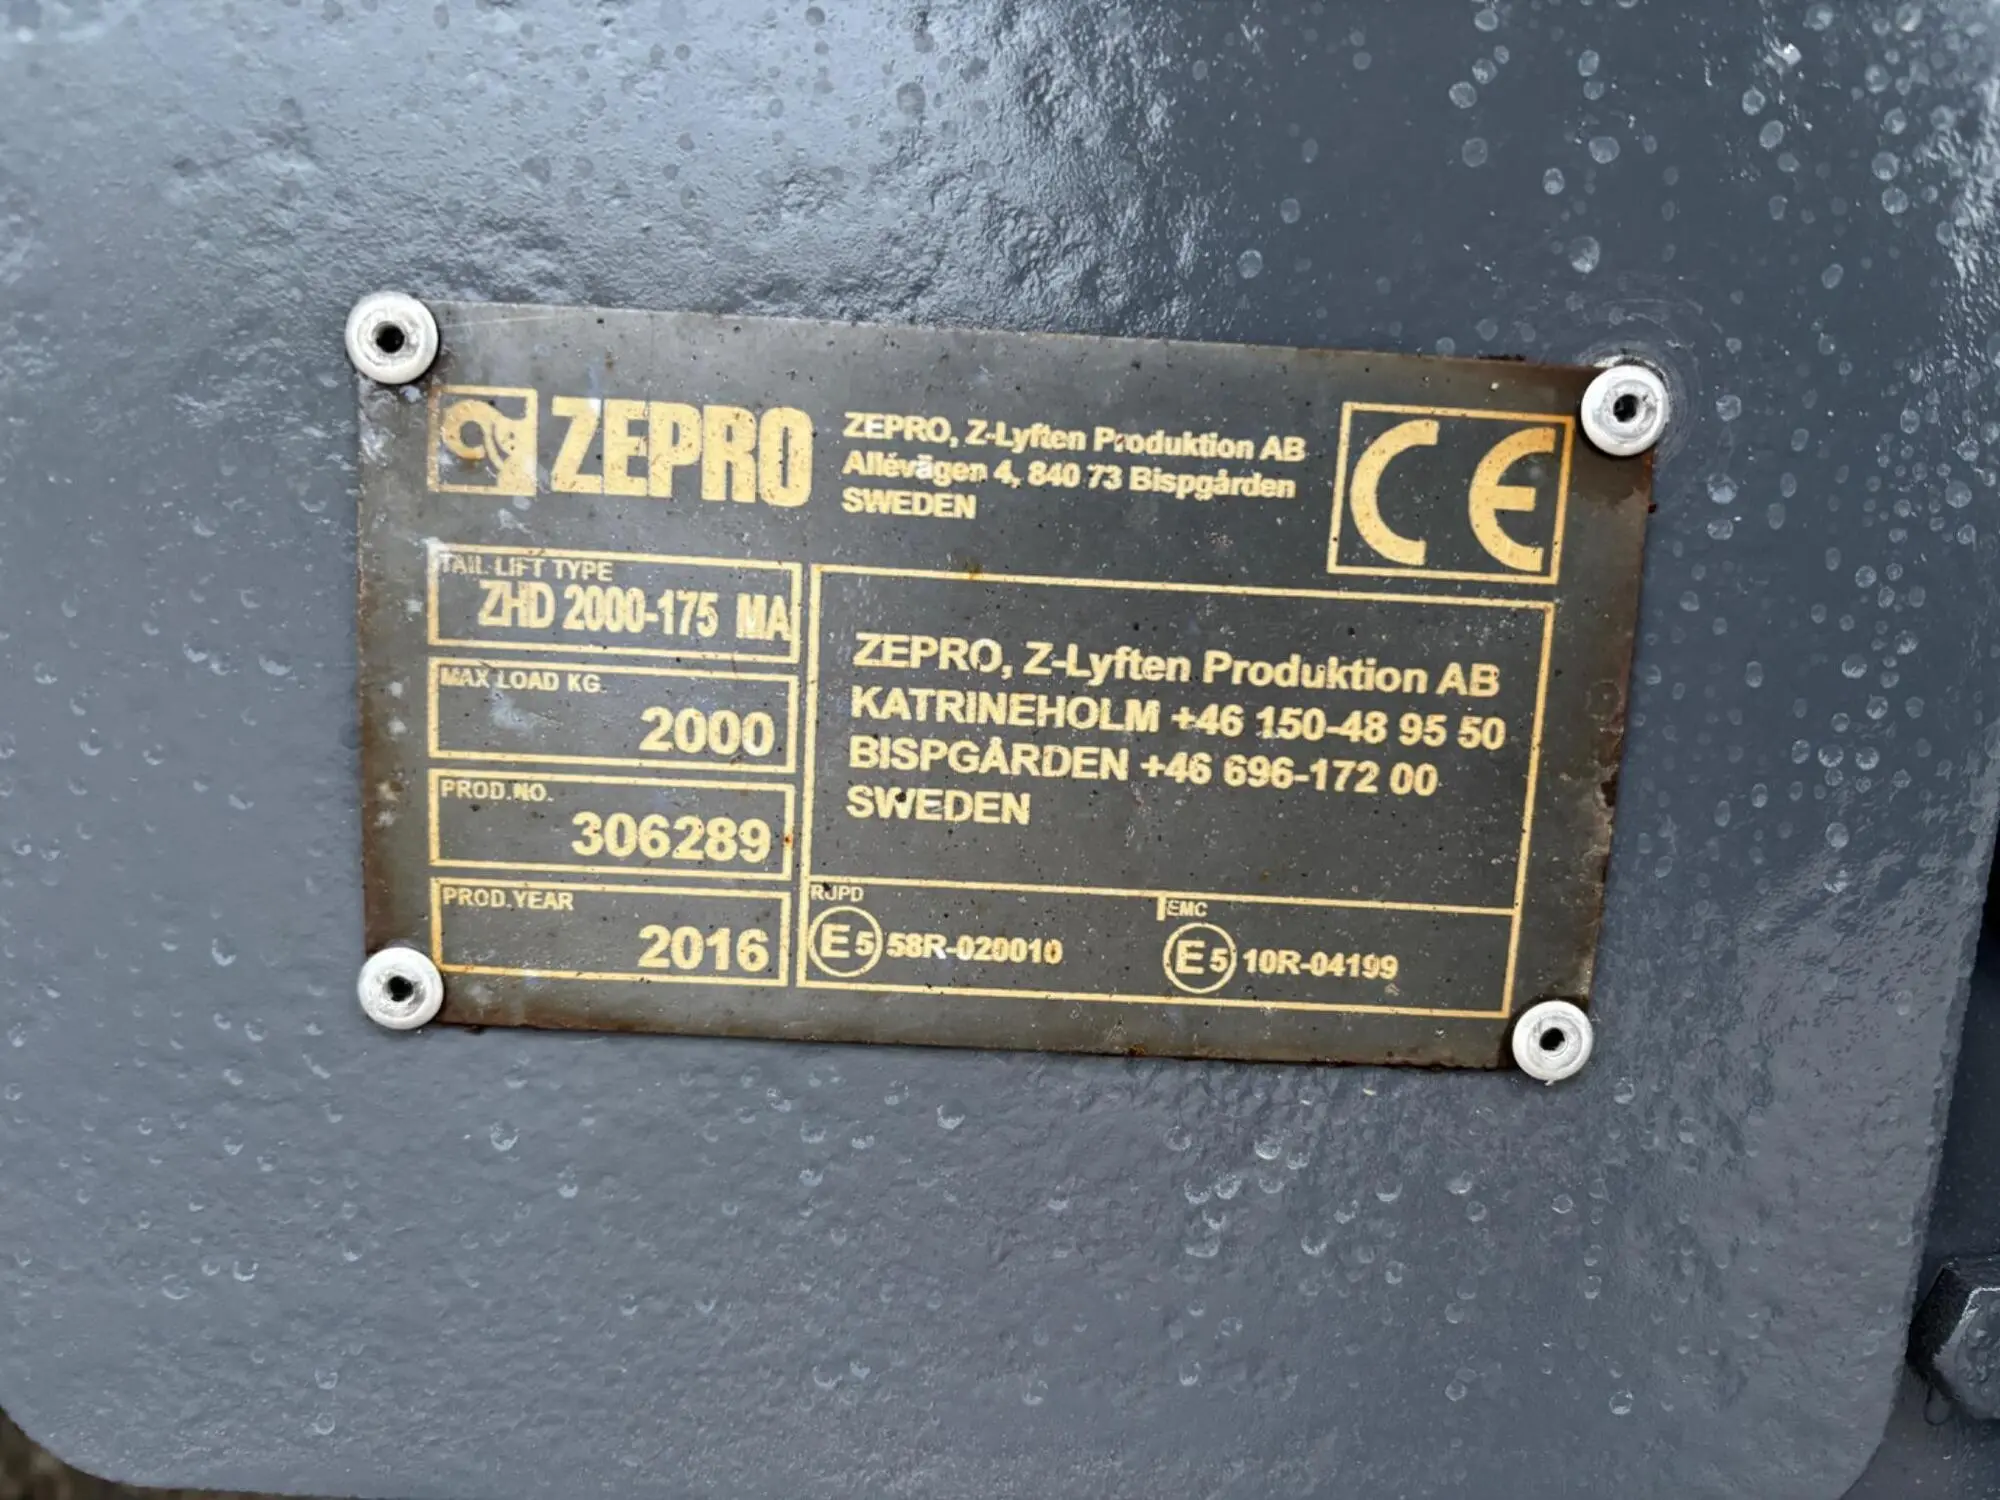 ZEPRO
ZEPRO, Z-Lyften Produktion AB
Allévägen 4, 840 73 Bispgården
SWEDEN
CE
TAIL LIFT TYPE
ZHD 2000-175 MA
MAX LOAD KG
2000
PROD.NO.
306289
PROD.YEAR
2016
ZEPRO, Z-Lyften Produktion AB
KATRINEHOLM +46 150-48 95 50
BISPGÅRDEN +46 696-172 00
SWEDEN
RUPD
E5 58R-020010
EMC
E5 10R-04199